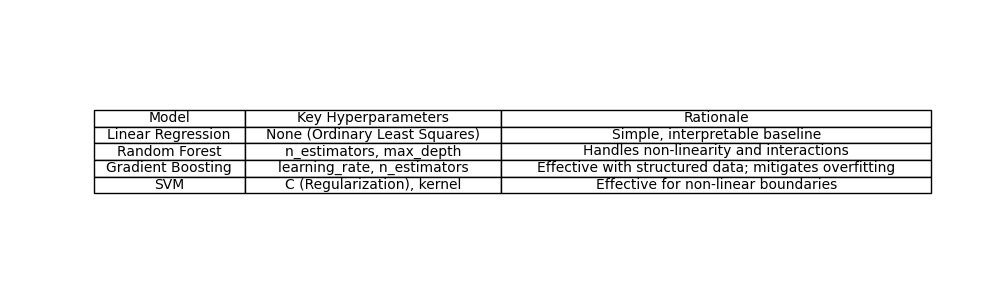 Model Key Hyperparameters Rationale
Linear Regression None (Ordinary Least Squares) Simple, interpretable baseline
Random Forest n_estimators, max_depth Handles non-linearity and interactions
Gradient Boosting learning_rate, n_estimators Effective with structured data; mitigates overfitting
SVM C (Regularization), kernel Effective for non-linear boundaries